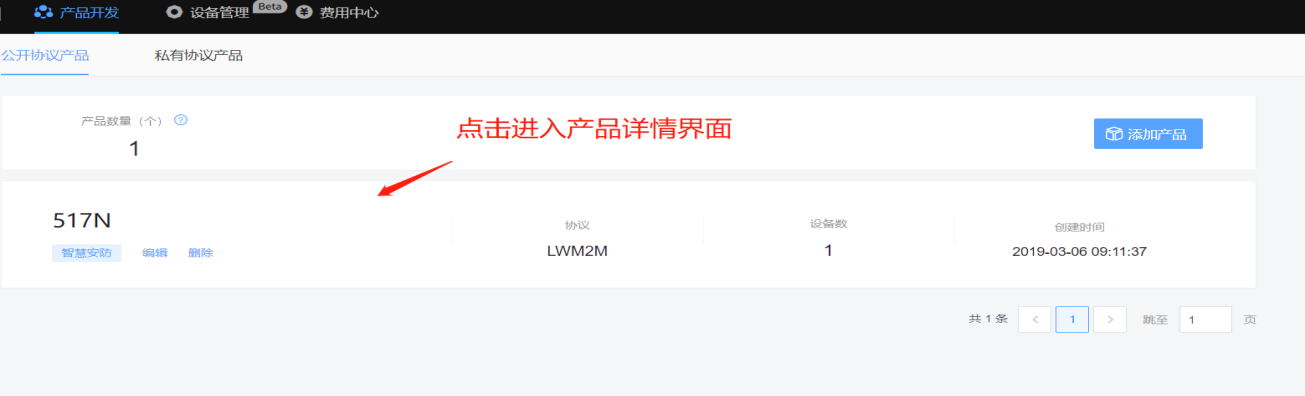 产品开发 设备管理 Beta 费用中心
公开协议产品 私有协议产品
产品数量（个） ?
1
点击进入产品详情界面
添加产品
517N
智慧安防 编辑 删除
协议
LWM2M
设备数
1
创建时间
2019-03-06 09:11:37
共 1 条 < 1 > 跳至 1 页